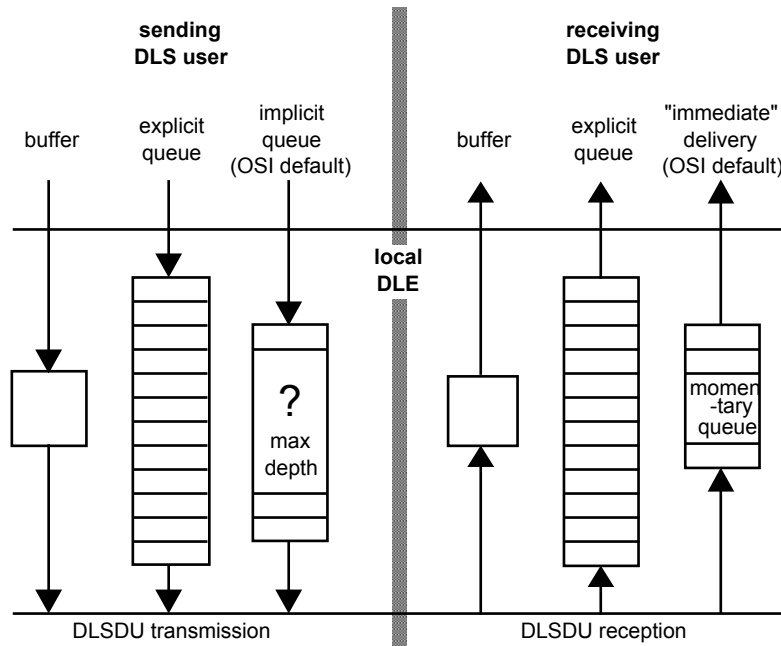 sending
DLS user
receiving
DLS user
buffer
explicit
queue
implicit
queue
(OSI default)
buffer
explicit
queue
"immediate"
delivery
(OSI default)
local
DLE
?
max
depth
momen
-tary
queue
DLSDU transmission
DLSDU reception